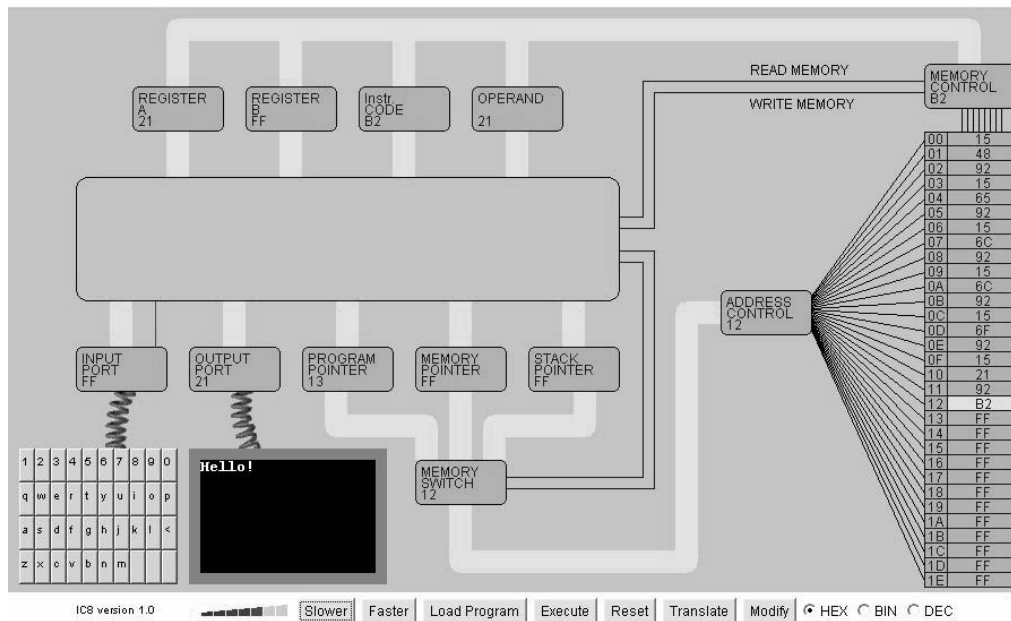 READ MEMORY
WRITE MEMORY
MEMORY
CONTROL
B2
REGISTER
A
21
REGISTER
B
FF
Instr.
CODE
B2
OPERAND
21
00 15
01 48
02 92
03 15
04 65
05 92
06 15
07 6C
08 92
09 15
0A 6C
0B 92
0C 15
0D 6F
0E 92
0F 15
10 21
11 92
12 B2
13 FF
14 FF
15 FF
16 FF
17 FF
18 FF
19 FF
1A FF
1B FF
1C FF
1D FF
1E FF
ADDRESS
CONTROL
12
INPUT
PORT
FF
OUTPUT
PORT
21
PROGRAM
POINTER
13
MEMORY
POINTER
FF
STACK
POINTER
FF
MEMORY
SWITCH
12
1 2 3 4 5 6 7 8 9 0
q w e r t y u i o p
a s d f g h j k l <
z x c v b n m
Hello!
IC8 version 1.0 Slower Faster Load Program Execute Reset Translate Modify HEX BIN DEC